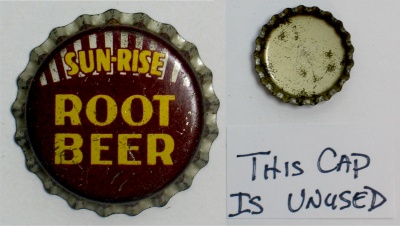 SUN-RISE
ROOT
BEER
THIS CAP
IS UNUSED